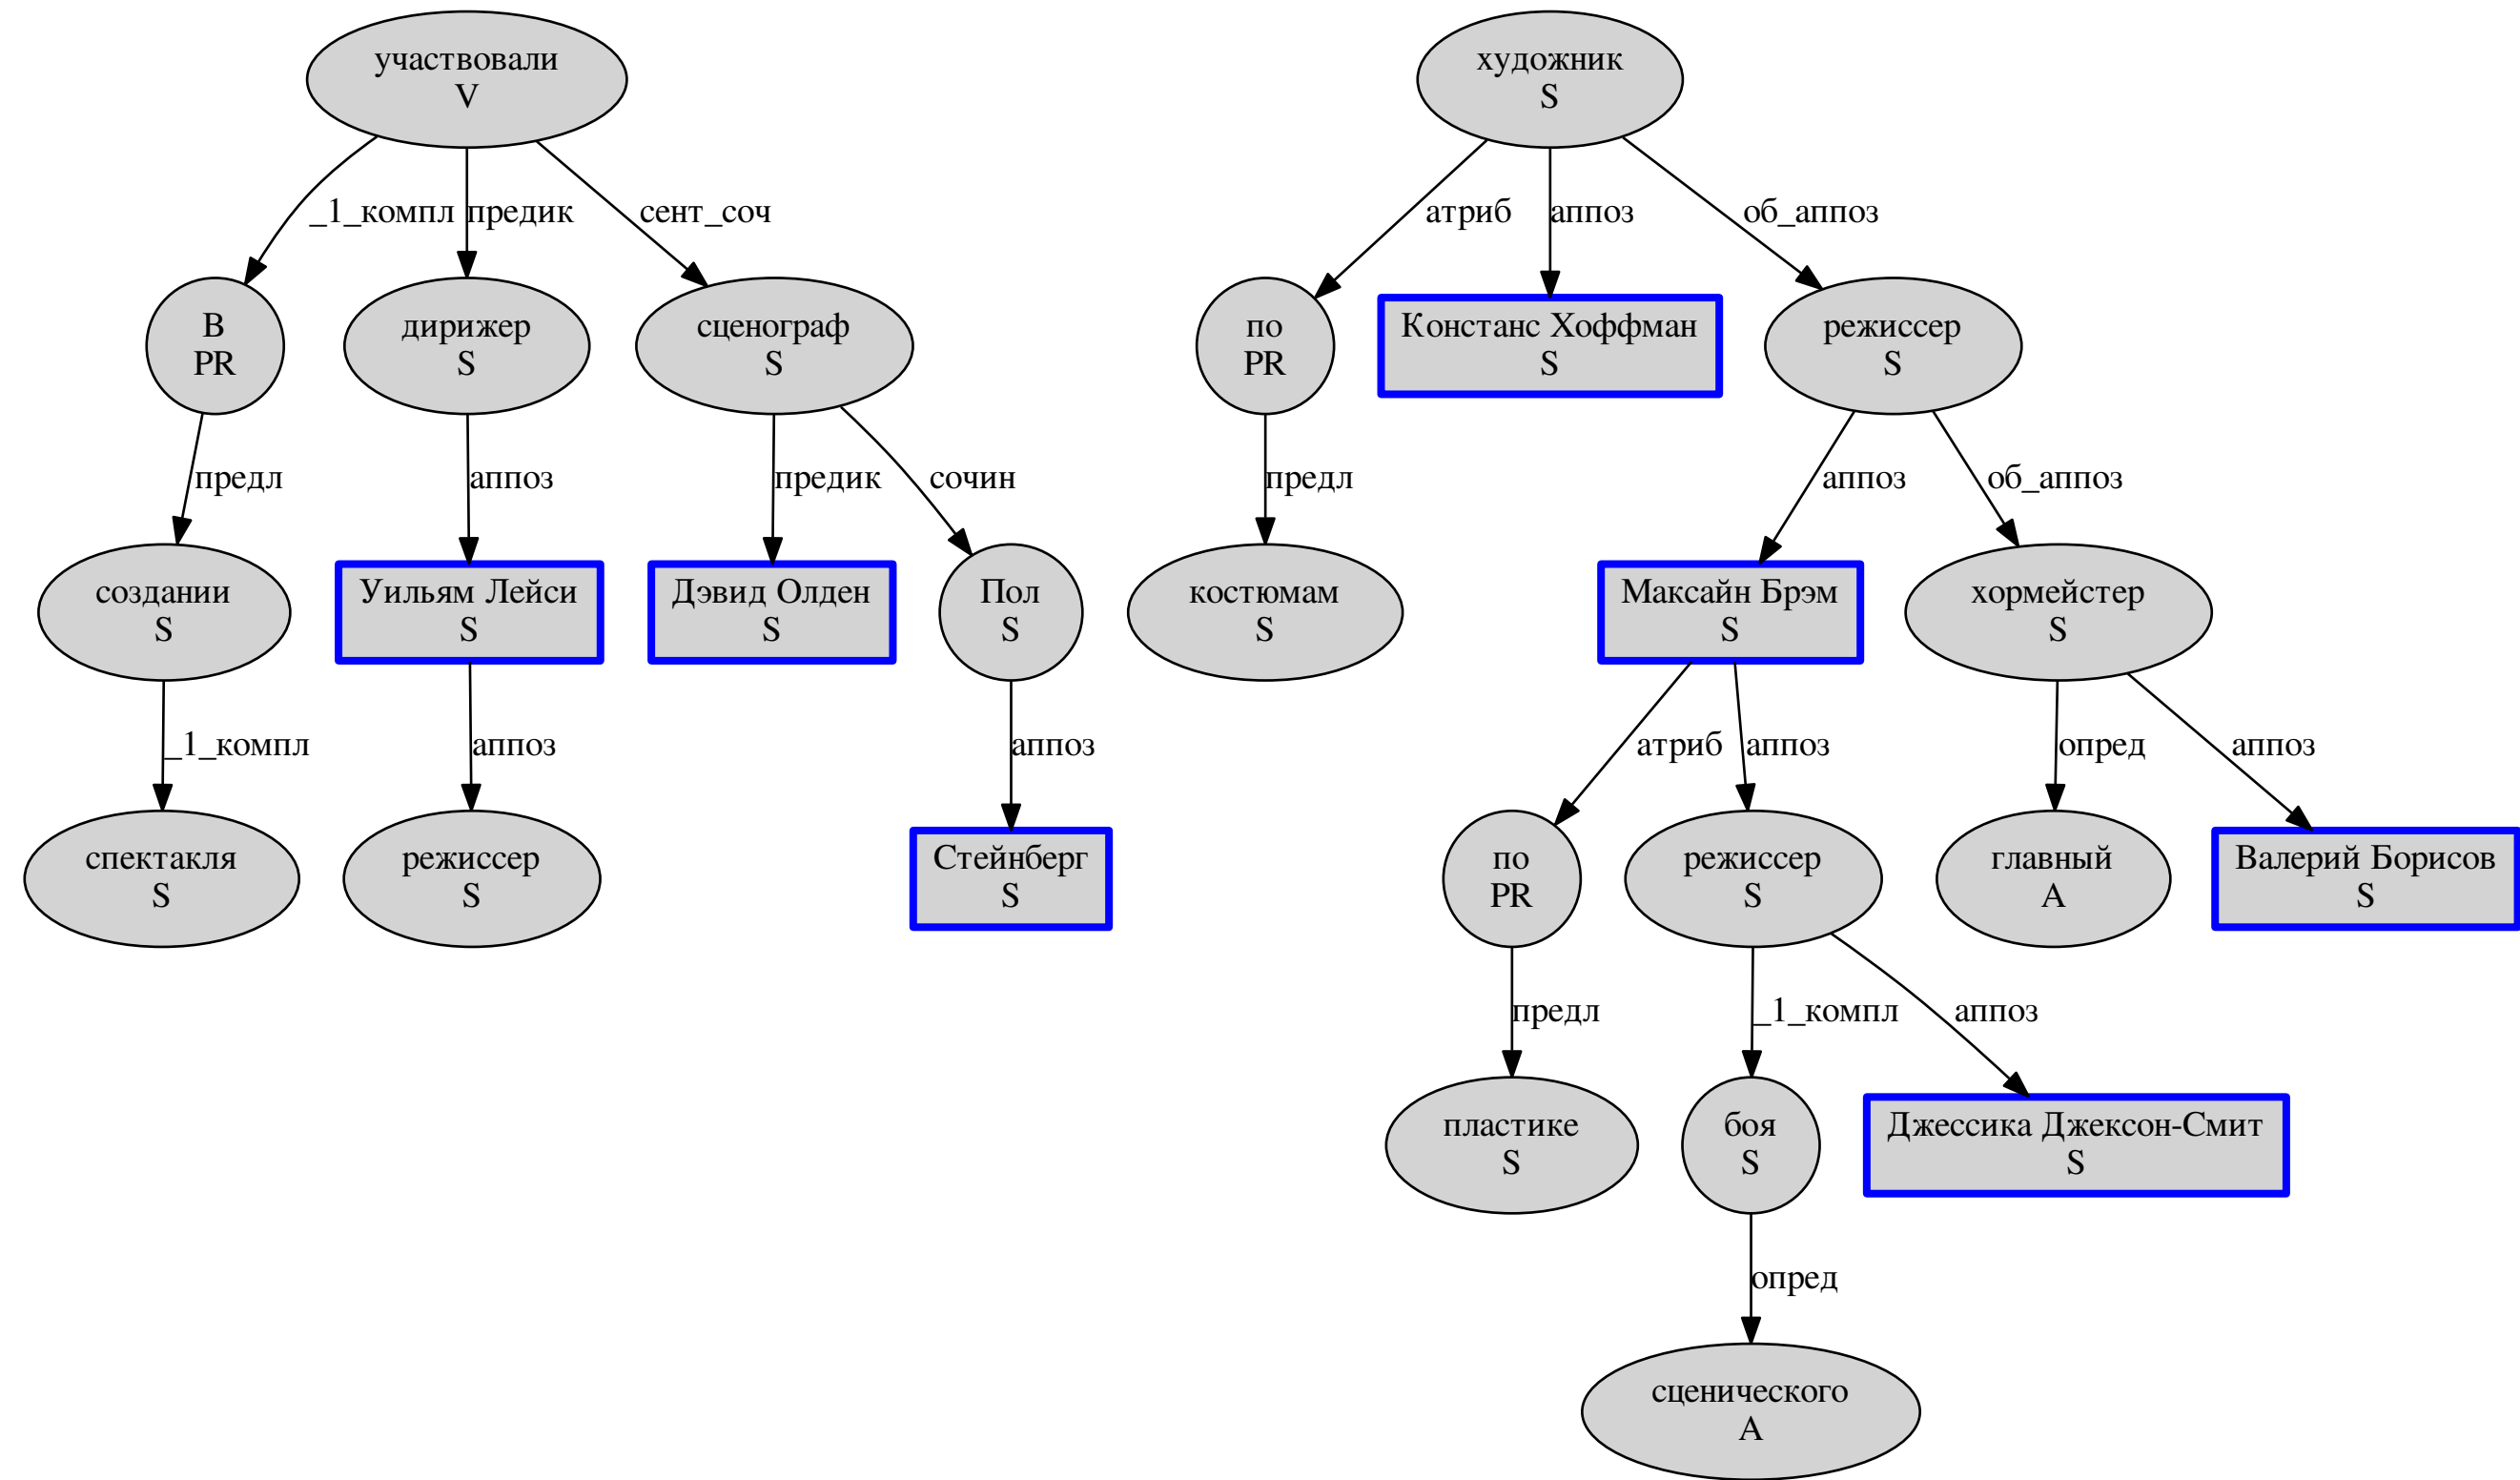 участвовали
V
художник
S
_1_компл
предик
сент_соч
атриб
аппоз
об_аппоз
В
PR
дирижер
S
сценограф
S
по
PR
Констанс Хоффман
S
режиссер
S
предл
аппоз
предик
сочин
предл
аппоз
об_аппоз
создании
S
Уильям Лейси
S
Дэвид Олден
S
Пол
S
костюмам
S
Максайн Брэм
S
хормейстер
S
_1_компл
аппоз
аппоз
атриб
аппоз
опред
аппоз
спектакля
S
режиссер
S
Стейнберг
S
по
PR
режиссер
S
главный
A
Валерий Борисов
S
предл
_1_компл
аппоз
пластике
S
боя
S
Джессика Джексон-Смит
S
опред
сценического
A